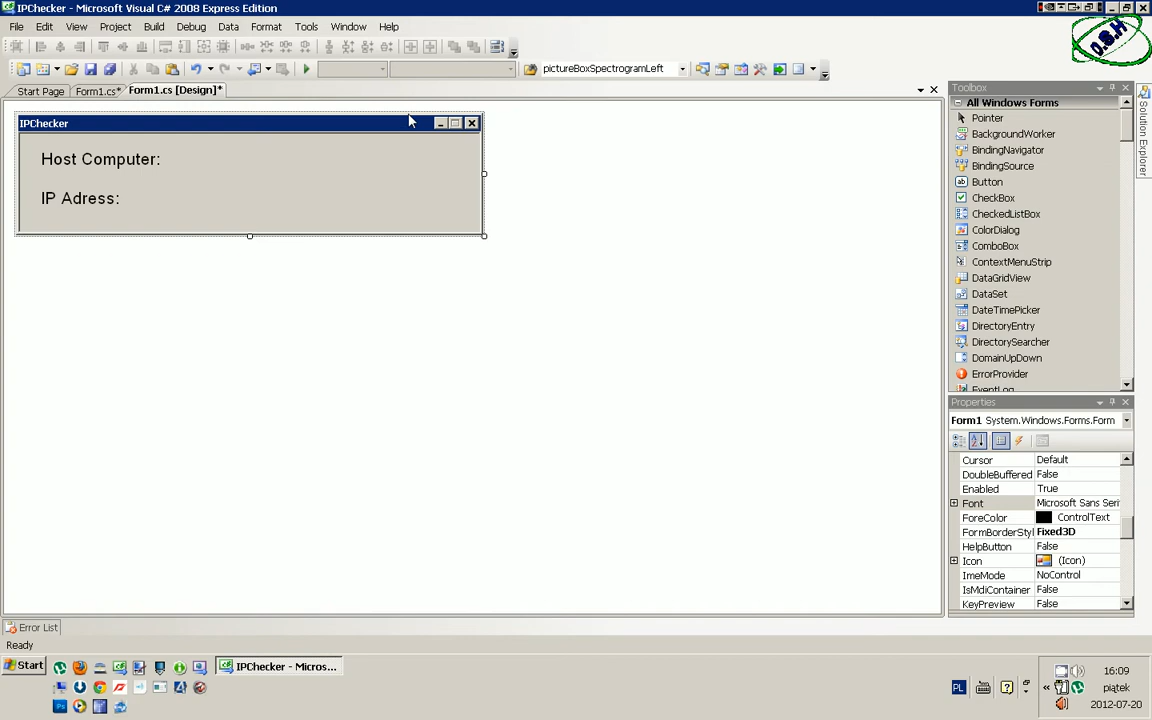 IPChecker - Microsoft Visual C# 2008 Express Edition
File Edit View Project Build Debug Data Format Tools Window Help
D.B.H
pictureBoxSpectrogramLeft
Start Page Form1.cs* Form1.cs [Design]*
IPChecker
Host Computer:
IP Adress:
Toolbox
All Windows Forms
Pointer
BackgroundWorker
BindingNavigator
BindingSource
Button
CheckBox
CheckedListBox
ColorDialog
ComboBox
ContextMenuStrip
DataGridView
DataSet
DateTimePicker
DirectoryEntry
DirectorySearcher
DomainUpDown
ErrorProvider
EventLog
Solution Explorer
Properties
Form1 System.Windows.Forms.Form
Cursor Default
DoubleBuffered False
Enabled True
Font Microsoft Sans Seri
ForeColor ControlText
FormBorderStyl Fixed3D
HelpButton False
Icon (Icon)
ImeMode NoControl
IsMdiContainer False
KeyPreview False
Error List
Ready
Start
IPChecker - Micros...
PL
16:09
piątek
2012-07-20